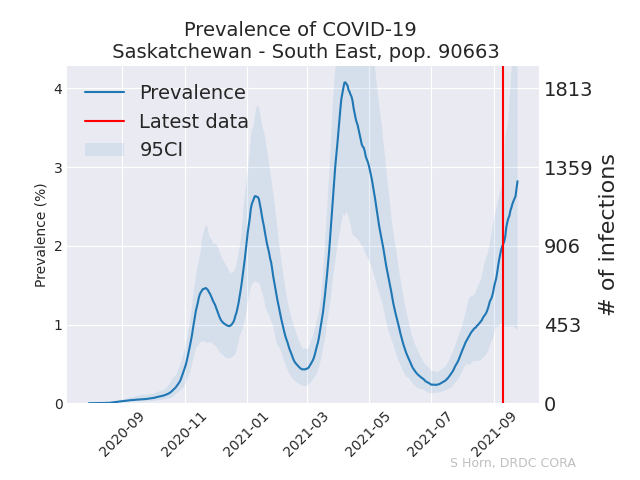 Prevalence of COVID-19
Saskatchewan - South East, pop. 90663
Prevalence
Latest data
95CI
Prevalence (%)
4
3
2
1
0
1813
1359
906
453
0
# of infections
2020-09
2020-11
2021-01
2021-03
2021-05
2021-07
2021-09
S Horn, DRDC CORA